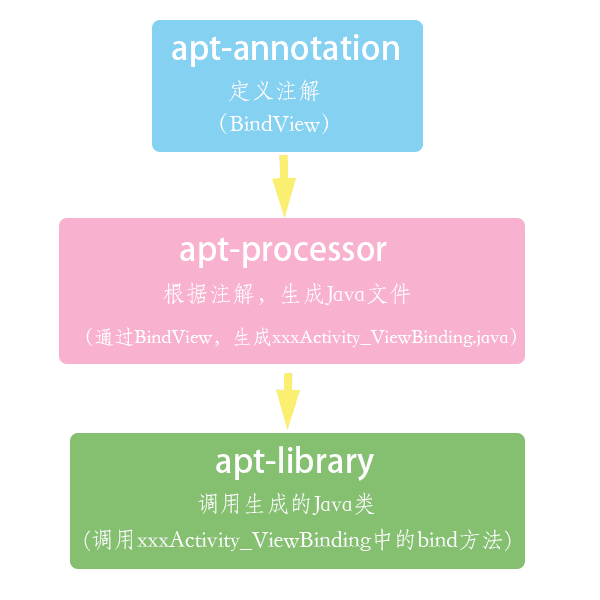 apt-annotation
定义注解
（BindView）
apt-processor
根据注解，生成Java文件
（通过BindView，生成xxxActivity_ViewBinding.java）
apt-library
调用生成的Java类
（调用xxxActivity_ViewBinding中的bind方法）